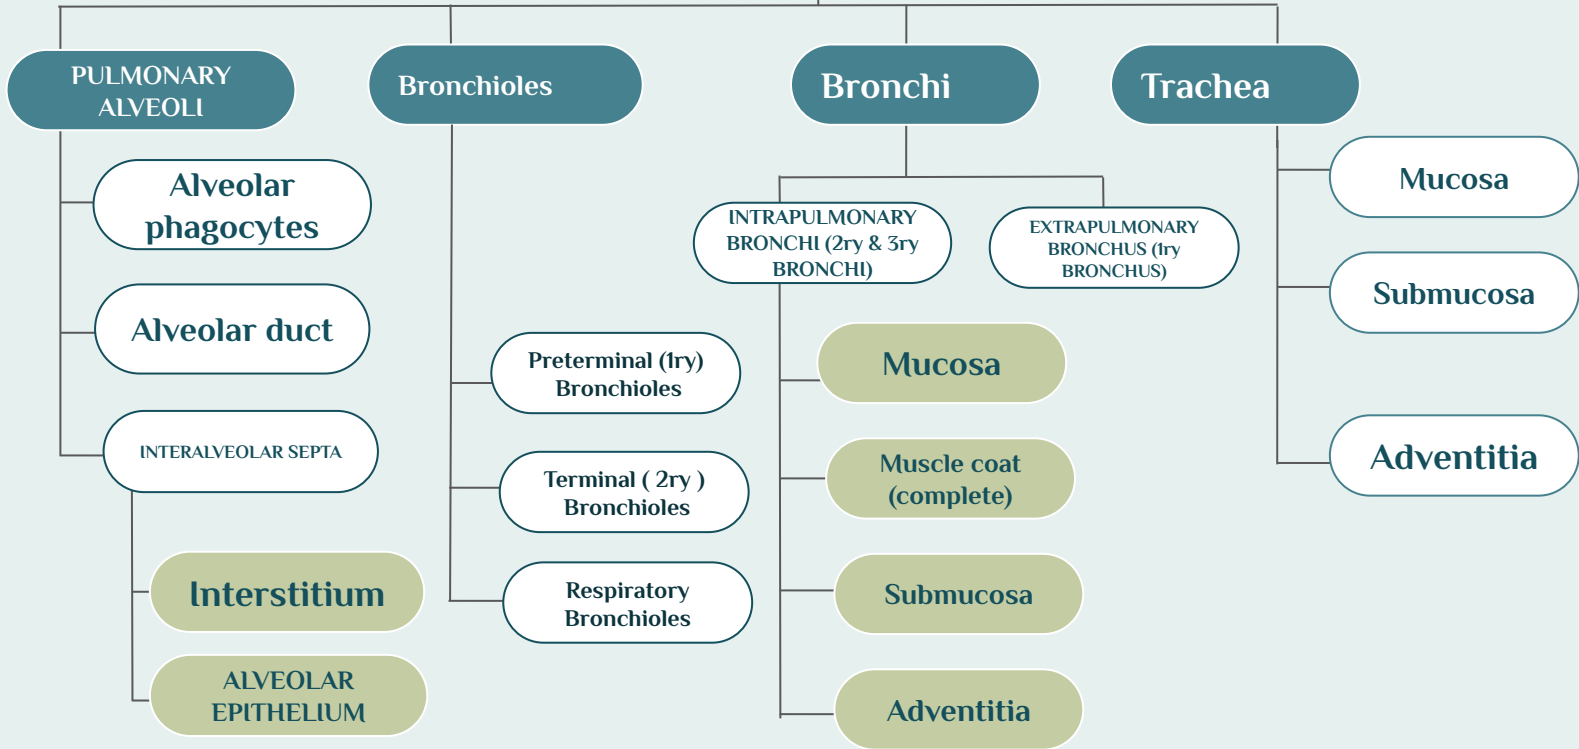 PULMONARY
ALVEOLI
Alveolar
phagocytes
Alveolar duct
INTERALVEOLAR SEPTA
Interstitium
ALVEOLAR
EPITHELIUM
Bronchioles
Preterminal (1ry)
Bronchioles
Terminal ( 2ry )
Bronchioles
Respiratory
Bronchioles
Bronchi
INTRAPULMONARY
BRONCHI (2ry & 3ry
BRONCHI)
Mucosa
Muscle coat
(complete)
Submucosa
Adventitia
EXTRAPULMONARY
BRONCHUS (1ry
BRONCHUS)
Trachea
Mucosa
Submucosa
Adventitia